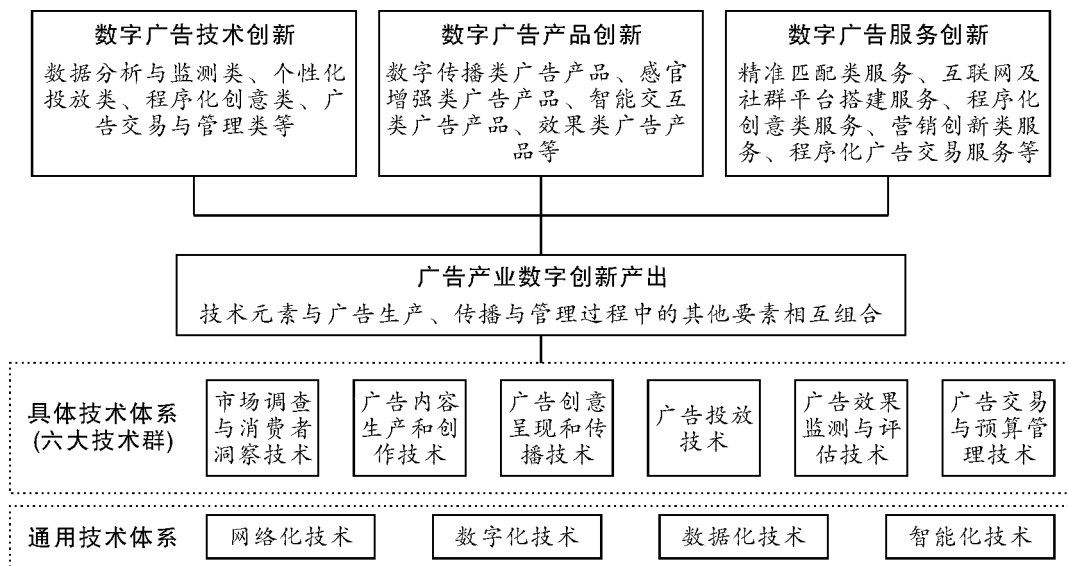 数字广告技术创新
数据分析与监测类、个性化
投放类、程序化创意类、广
告交易与管理类等
数字广告产品创新
数字传播类广告产品、感官
增强类广告产品、智能交互
类广告产品、效果类广告产
品等
数字广告服务创新
精准匹配类服务、互联网及
社群平台搭建服务、程序化
创意类服务、营销创新类服
务、程序化广告交易服务等
广告产业数字创新产出
技术元素与广告生产、传播与管理过程中的其他要素相互组合
具体技术体系
(六大技术群)
市场调查
与消费者
洞察技术
广告内容
生产和创
作技术
广告创意
呈现和传
播技术
广告投放
技术
广告效果
监测与评
估技术
广告交易
与预算管
理技术
通用技术体系
网络化技术
数字化技术
数据化技术
智能化技术